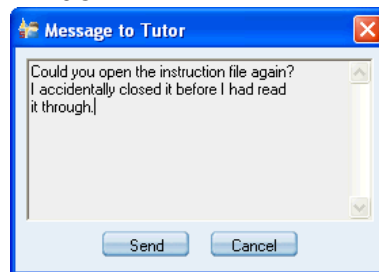 Message to Tutor
Could you open the instruction file again?
I accidentally closed it before I had read
it through.
Send Cancel